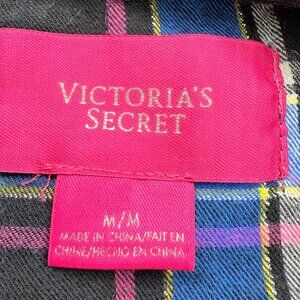 VICTORIA'S
SECRET
M/M
MADE IN CHINA/FAIT EN
CHINE/HECHO EN CHINA.